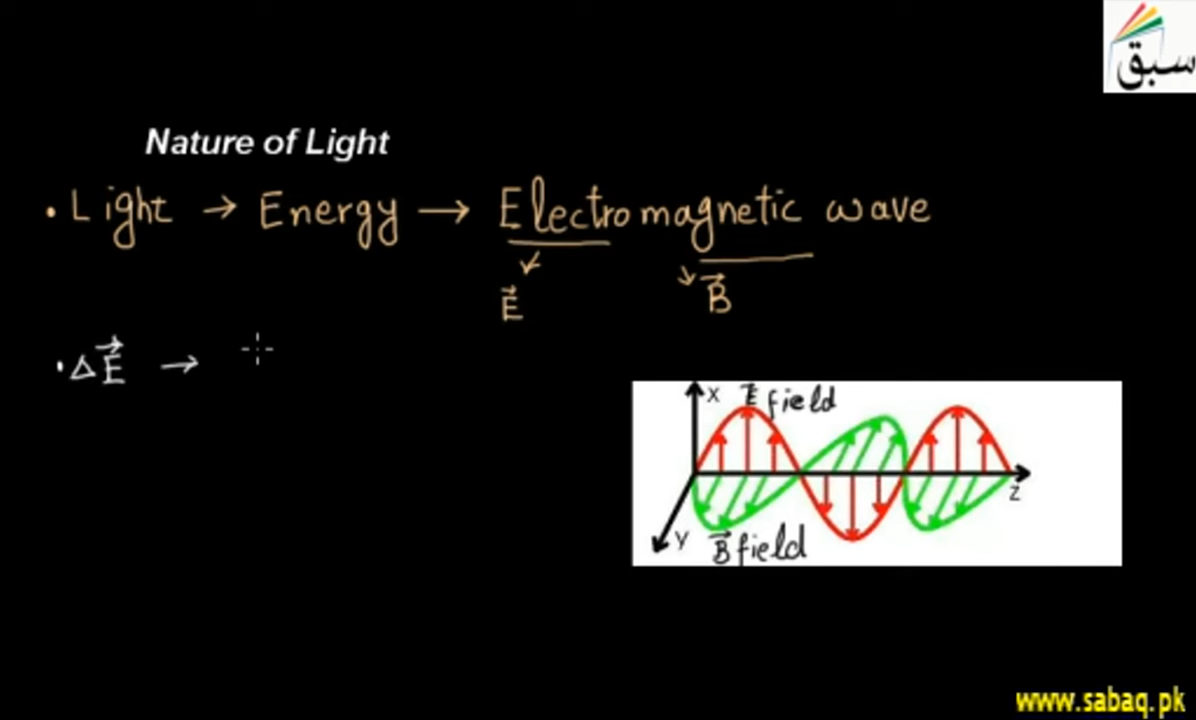 سبق
Nature of Light
• Light → Energy → Electromagnetic wave
E⃗ B⃗
• ΔE⃗ →
X E⃗ field
Z
Y B⃗ field
www.sabaq.pk